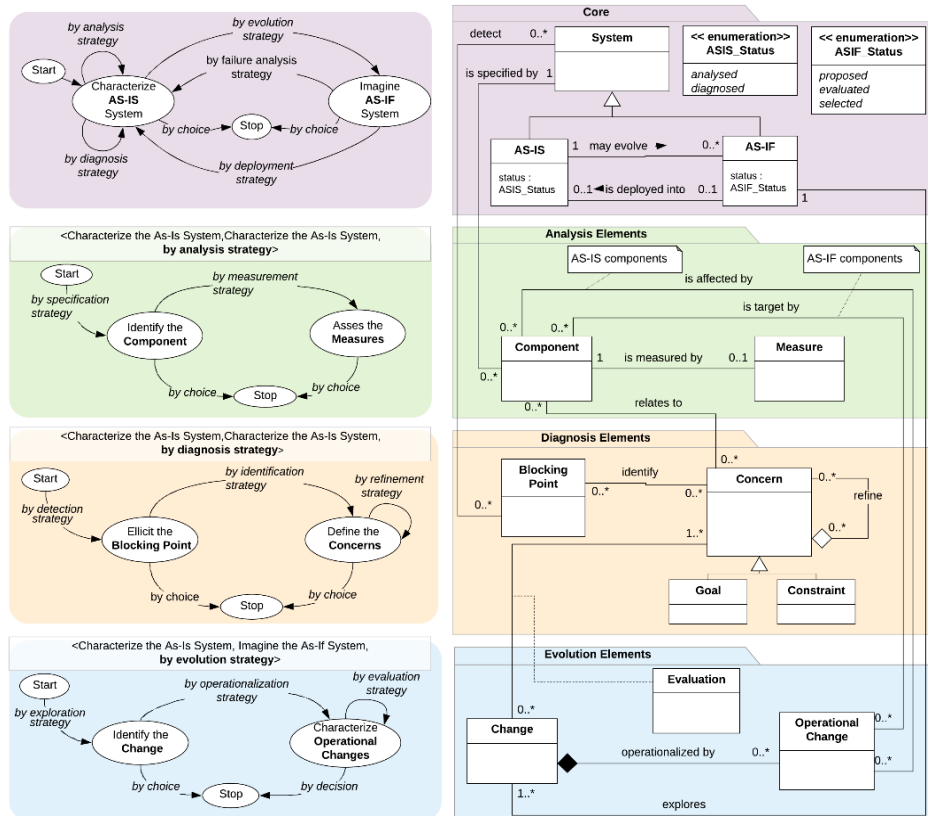 by analysis
strategy
by evolution
strategy
by failure analysis
strategy
Start
Characterize
AS-IS
System
Imagine
AS-IF
System
by choice
Stop
by choice
by diagnosis
strategy
by deployment
strategy
<Characterize the As-Is System,Characterize the As-Is System,
by analysis strategy>
Start
by measurement
strategy
by specification
strategy
Identify the
Component
Asses the
Measures
by choice
Stop
by choice
<Characterize the As-Is System,Characterize the As-Is System,
by diagnosis strategy>
Start
by identification
strategy
by refinement
strategy
by detection
strategy
Ellicit the
Blocking Point
Define the
Concerns
by choice
Stop
by choice
<Characterize the As-Is System, Imagine the As-If System,
by evolution strategy>
Start
by operationalization
strategy
by evaluation
strategy
by exploration
strategy
Identify the
Change
Characterize
Operational
Changes
by choice
Stop
by decision
Core
detect
0..*
System
is specified by
1
<< enumeration>>
ASIS_Status
analysed
diagnosed
<< enumeration>>
ASIF_Status
proposed
evaluated
selected
AS-IS
status :
ASIS_Status
1
may evolve
0..*
0..1
is deployed into
0..1
AS-IF
status :
ASIF_Status
1
Analysis Elements
AS-IS components
AS-IF components
is affected by
is target by
0..*
0..*
Component
1
is measured by
0..1
Measure
0..*
0..*
relates to
Diagnosis Elements
Blocking
Point
0..*
identify
0..*
0..*
0..*
Concern
0..*
refine
0..*
1..*
Goal
Constraint
Evolution Elements
Evaluation
0..*
Change
operationalized by
0..*
Operational
Change
0..*
0..*
1..*
explores